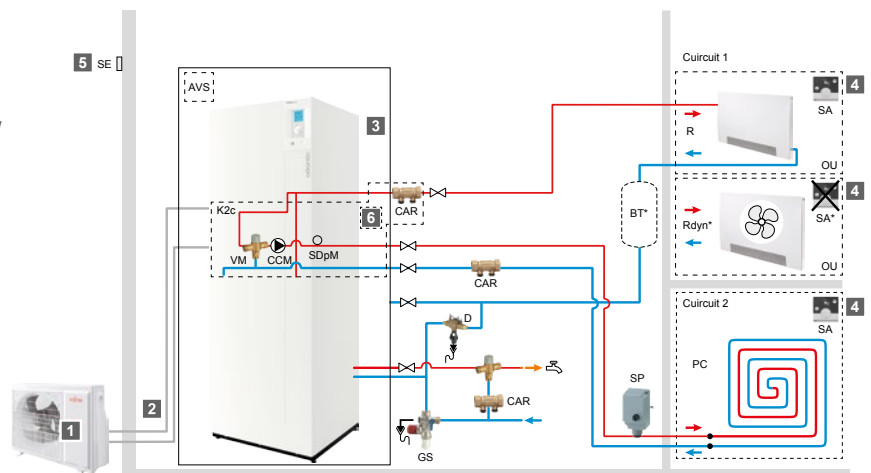 5 SE
AVS
3
K2c
6
CAR
VM
CCM
SDpM
CAR
D
CAR
GS
SP
BT*
2
1
Cuircuit 1
4
SA
R
OU
4
SA*
Rdyn*
OU
Cuircuit 2
4
SA
PC